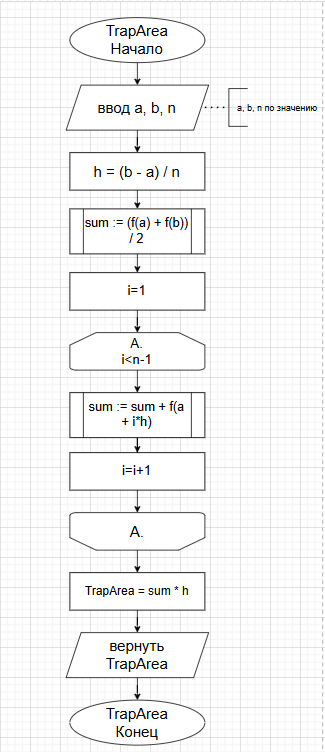 TrapArea
Начало
ввод a, b, n
a, b, n по значению
h = (b - a) / n
sum := (f(a) + f(b))
/ 2
i=1
A.
i<n-1
sum := sum + f(a
+ i*h)
i=i+1
A.
TrapArea = sum * h
вернуть
TrapArea
TrapArea
Конец